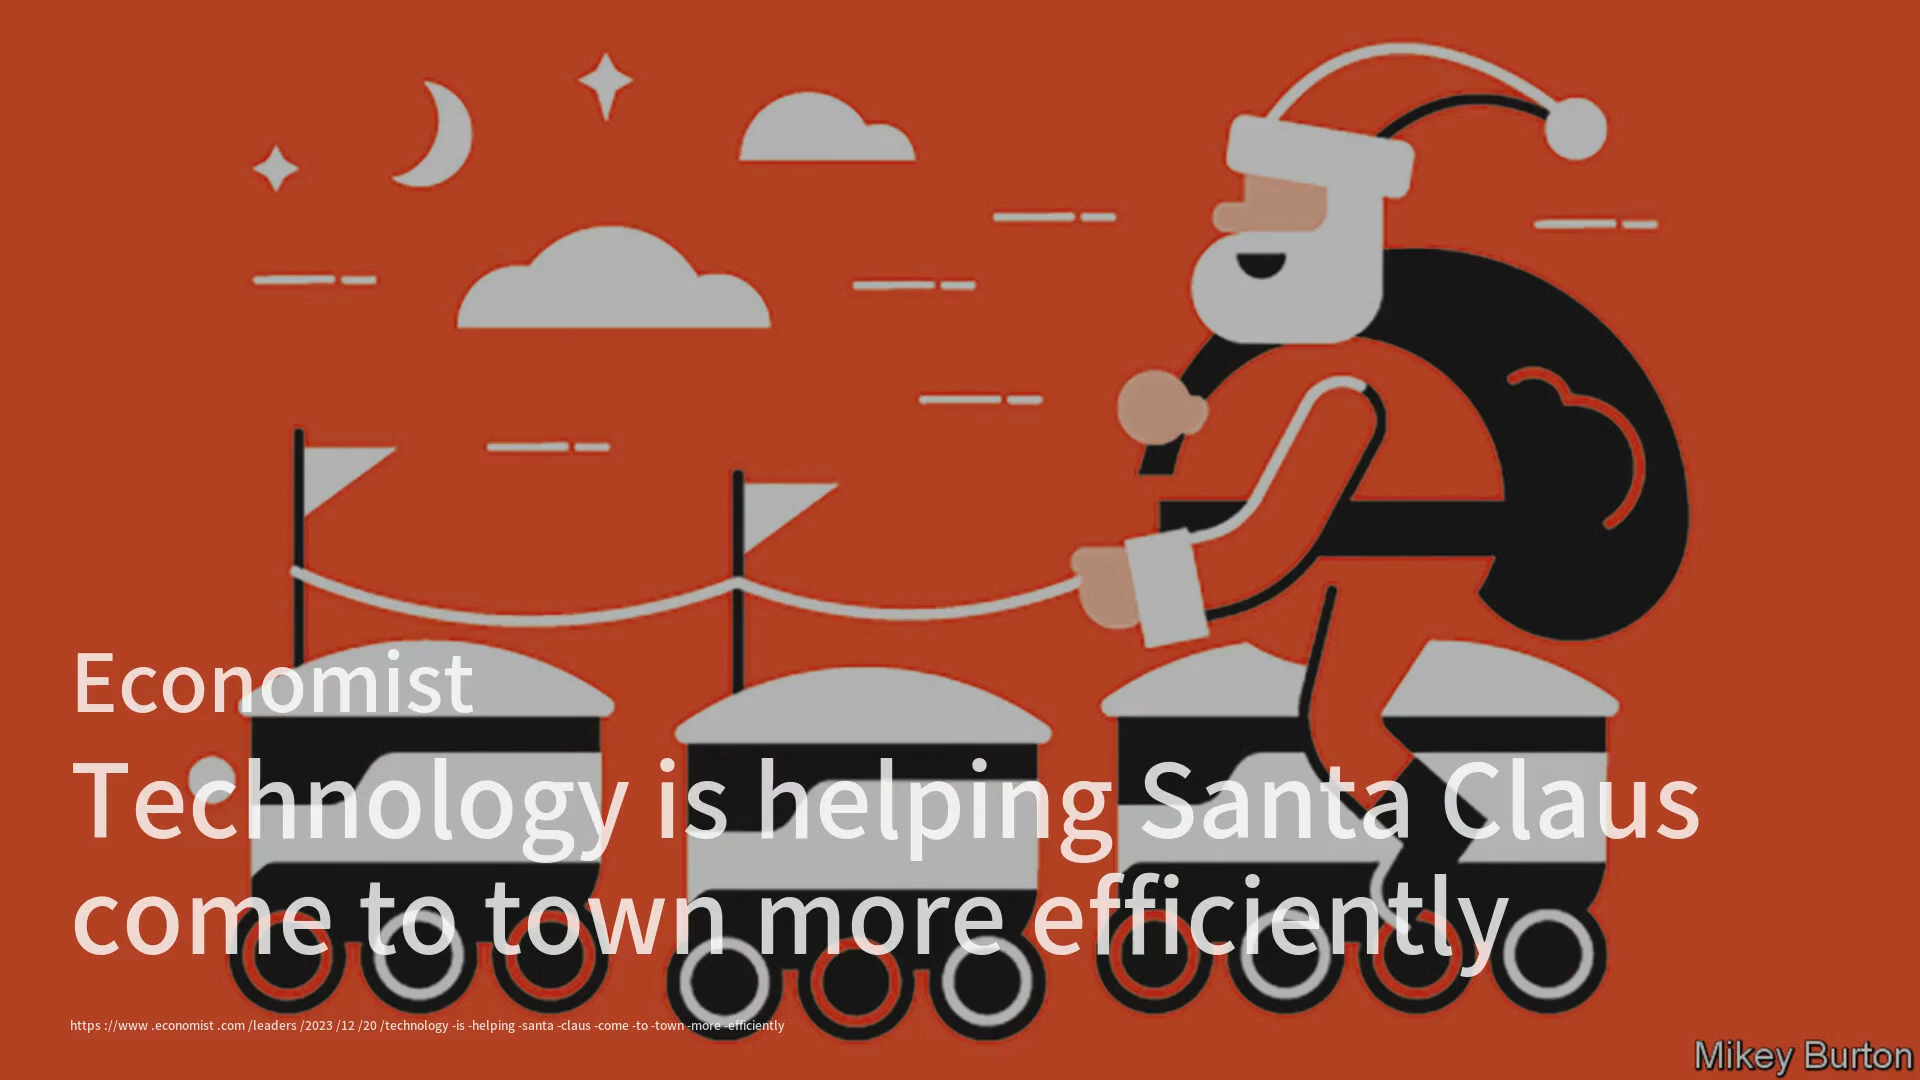 Economist
Technology is helping Santa Claus
come to town more efficiently
https ://www .economist .com /leaders /2023 /12 /20 /technology -is -helping -santa -claus -come -to -town -more -efficiently
Mikey Burton